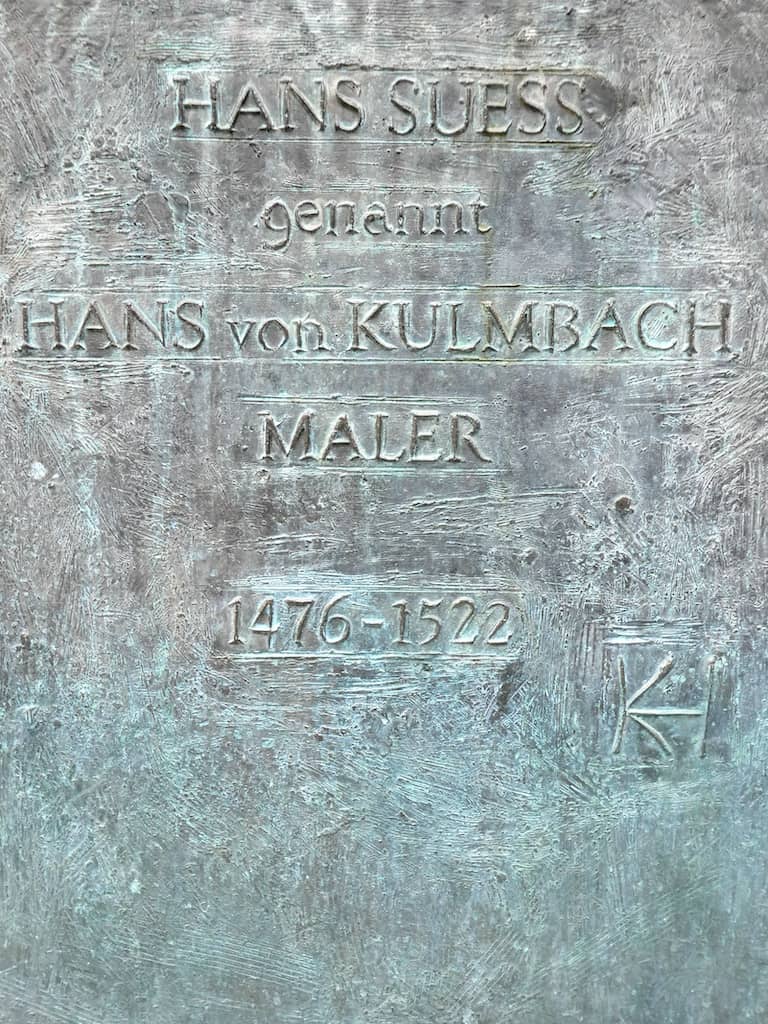 HANS SUESS
genannt
HANS von KULMBACH
MALER
1476-1522